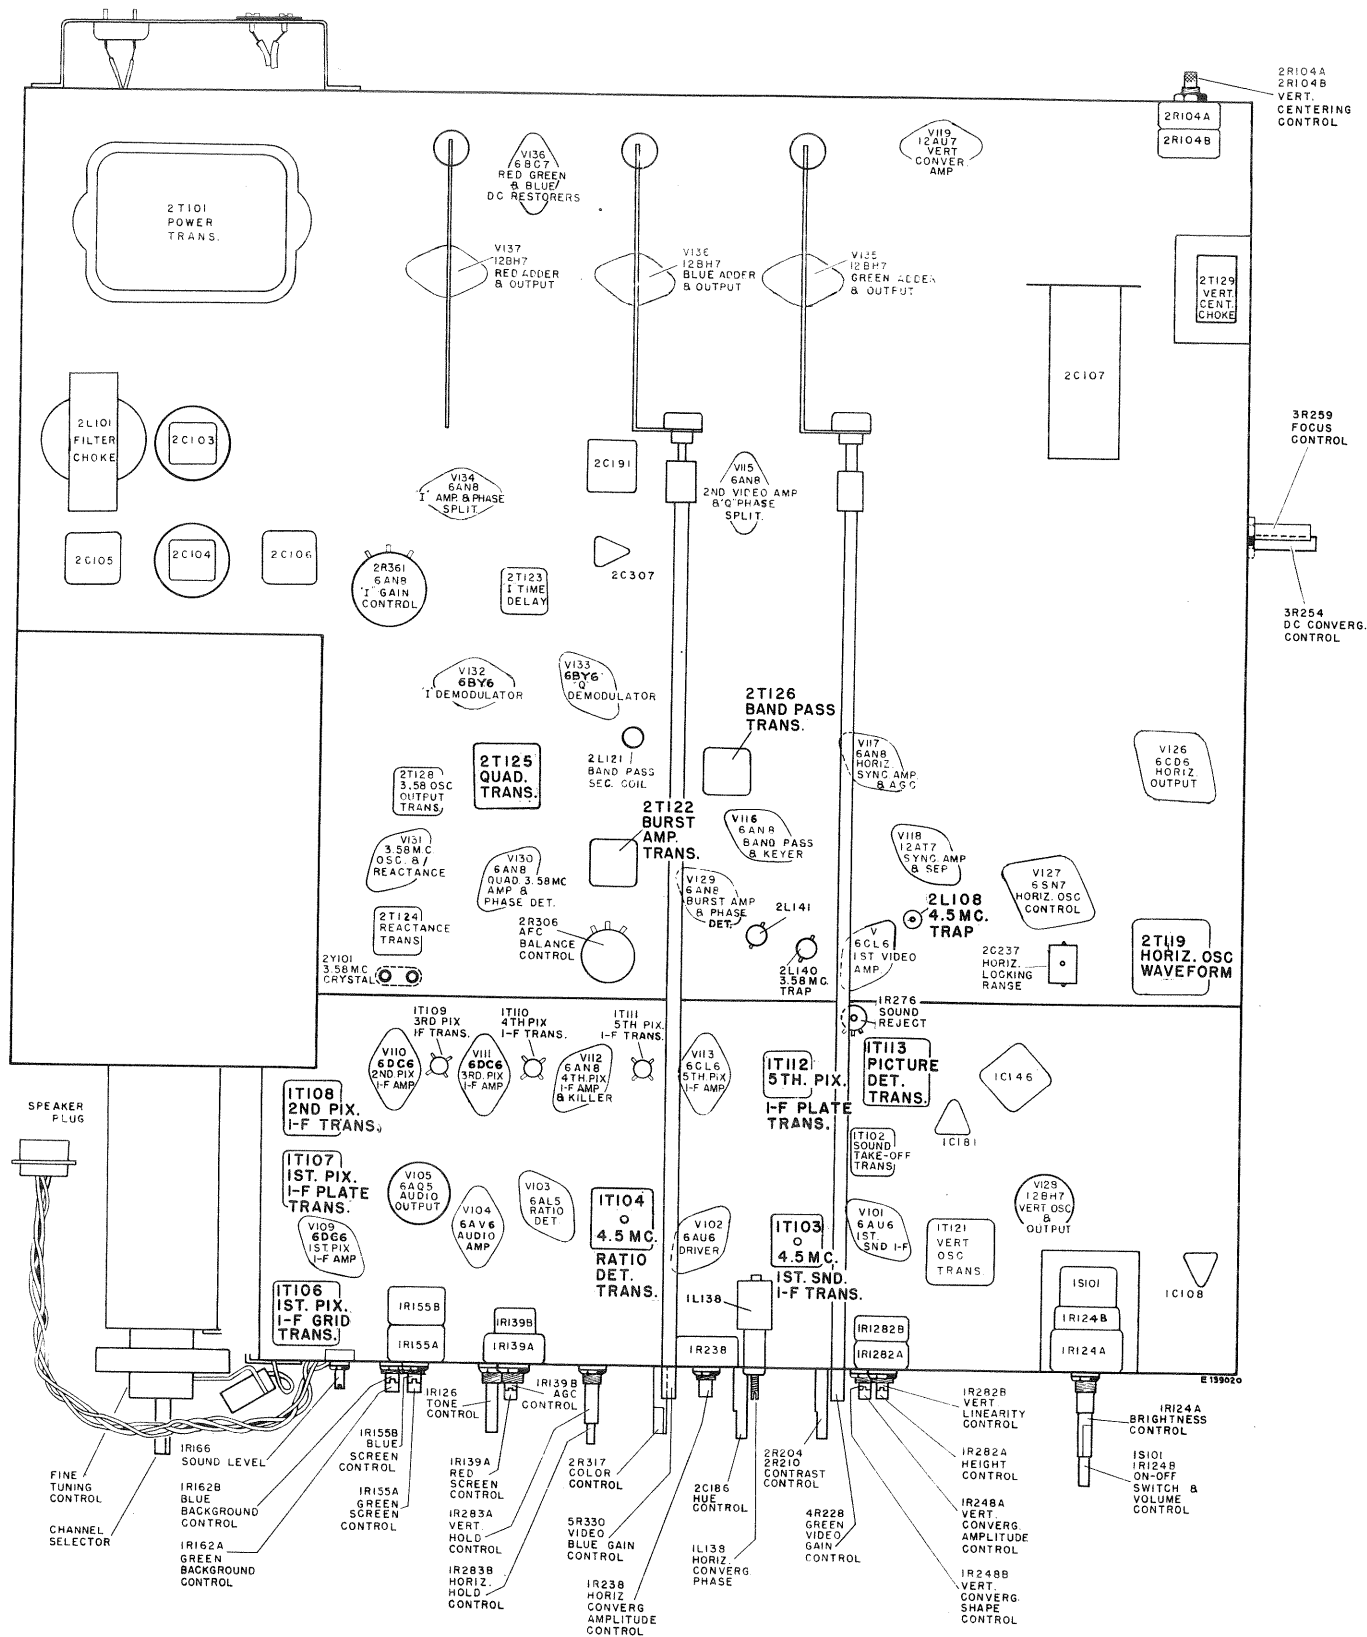 2R104A
2R104B
VERT.
CENTERING
CONTROL
2R104A
2R104B
V119
12AU7
VERT
CONVER.
AMP
V136
6BC7
RED GREEN
& BLUE/
DC RESTORERS
2T101
POWER
TRANS.
V137
12BH7
RED ADDER
& OUTPUT
V136
12BH7
BLUE ADDER
& OUTPUT
V135
12BH7
GREEN ADDER
& OUTPUT
2T129
VERT.
CENT.
CHOKE
2C107
2L101
FILTER
CHOKE
2C103
3R259
FOCUS
CONTROL
2C191
V134
6AN8
"I" AMP. & PHASE
SPLIT.
V115
6AN8
2ND VIDEO AMP
& "Q" PHASE
SPLIT.
2C105
2C104
2C106
2R361
6AN8
"I" GAIN
CONTROL
2T123
"I TIME
DELAY
2C307
3R254
DC CONVERG.
CONTROL
V132
6BY6
"I" DEMODULATOR
V133
6BY6
"Q"
DEMODULATOR
2T126
BAND PASS
TRANS.
2T128
3.58 OSC
OUTPUT
TRANS
2T125
QUAD.
TRANS.
2L121
BAND PASS
SEC. COIL
V117
6AN8
HORIZ.
SYNC AMP.
& AGC
V126
6CD6
HORIZ.
OUTPUT
2T122
BURST
AMP.
TRANS.
V116
6AN8
BAND PASS
& KEYER
V131
3.58 M.C
OSC. &/
REACTANCE
V130
6AN8
QUAD. 3.58MC
AMP &
PHASE DET.
V129
6AN8
BURST AMP
& PHASE
DET.
V118
12AT7
SYNC. AMP
& SEP
V127
6SN7
HORIZ. OSC
CONTROL
2T124
REACTANCE
TRANS
2R306
AFC
BALANCE
CONTROL
2L141
2L108
4.5 MC.
TRAP
2Y101
3.58 M.C
CRYSTAL
2L140
3.58 MC.
TRAP
V
6CL6
1ST VIDEO
AMP
2C237
HORIZ.
LOCKING
RANGE
2T119
HORIZ. OSC
WAVEFORM
1R276
SOUND
REJECT
1T109
3RD PIX
IF TRANS.
1T110
4TH PIX
I-F TRANS.
1T111
5TH PIX.
I-F TRANS.
V110
6DC6
2ND PIX
I-F AMP
V111
6DC6
3RD. PIX
I-F AMP
V112
6AN8
4TH. PIX
I-F AMP
& KILLER
V113
6CL6
5TH PIX
I-F AMP
1T112
5TH. PIX.
I-F PLATE
TRANS.
1T113
PICTURE
DET.
TRANS.
1C146
1T108
2ND PIX.
I-F TRANS.
SPEAKER
PLUG
1C181
1T102
SOUND
TAKE-OFF
TRANS
1T107
1ST. PIX.
I-F PLATE
TRANS.
V105
6AQ5
AUDIO
OUTPUT
V104
6AV6
AUDIO
AMP
V103
6AL5
RATIO
DET.
1T104
4.5 MC.
RATIO
DET.
TRANS.
V102
6AU6
DRIVER
1T103
4.5 MC.
1ST. SND.
I-F TRANS.
V101
6AU6
1ST.
SND I-F
1T121
VERT
OSC
TRANS.
V129
12BH7
VERT OSC
&
OUTPUT
V109
6DC6
1ST. PIX
I-F AMP
1T106
1ST. PIX.
I-F GRID
TRANS.
1R155B
1R155A
1R139B
1R139A
1L138
1R238
1R1282B
1R1282A
1S101
1R124B
1R124A
1C108
E 139020
FINE
TUNING
CONTROL
CHANNEL
SELECTOR
1R166
SOUND LEVEL
1R162B
BLUE
BACKGROUND
CONTROL
1R162A
GREEN
BACKGROUND
CONTROL
1R155B
BLUE
SCREEN
CONTROL
1R155A
GREEN
SCREEN
CONTROL
1R126
TONE
CONTROL
1R139B
AGC
CONTROL
1R139A
RED
SCREEN
CONTROL
1R283A
VERT.
HOLD
CONTROL
1R283B
HORIZ.
HOLD
CONTROL
2R317
COLOR
CONTROL
5R330
VIDEO
BLUE GAIN
CONTROL
1R238
HORIZ
CONVERG
AMPLITUDE
CONTROL
2C186
HUE
CONTROL
1L139
HORIZ.
CONVERG.
PHASE
2R204
2R210
CONTRAST
CONTROL
4R228
GREEN
VIDEO
GAIN
CONTROL
1R282B
VERT.
LINEARITY
CONTROL
1R282A
HEIGHT
CONTROL
1R248A
VERT.
CONVERG.
AMPLITUDE
CONTROL
1R248B
VERT.
CONVERG.
SHAPE
CONTROL
1R124A
BRIGHTNESS
CONTROL
1S101
1R124B
ON-OFF
SWITCH &
VOLUME
CONTROL